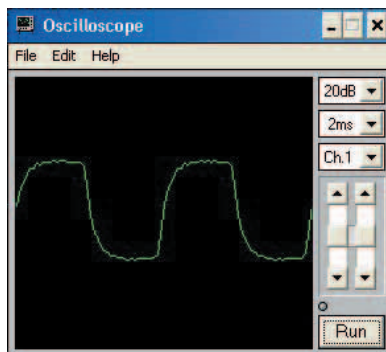 Oscilloscope
File Edit Help
20dB
2ms
Ch.1
Run